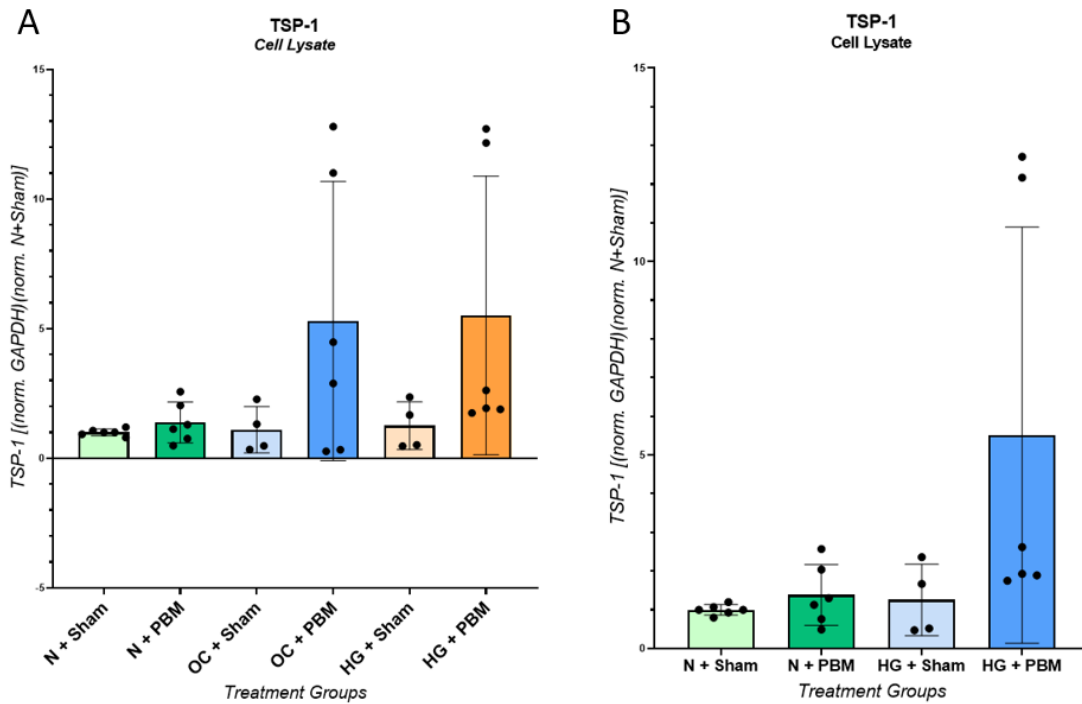 A
TSP-1
Cell Lysate
TSP-1 [(norm. GAPDH)(norm. N+Sham)]
15
10
5
0
-5
N + Sham
N + PBM
OC + Sham
OC + PBM
HG + Sham
HG + PBM
Treatment Groups
B
TSP-1
Cell Lysate
TSP-1 [(norm. GAPDH)(norm. N+Sham)]
15
10
5
0
N + Sham N + PBM HG + Sham HG + PBM
Treatment Groups